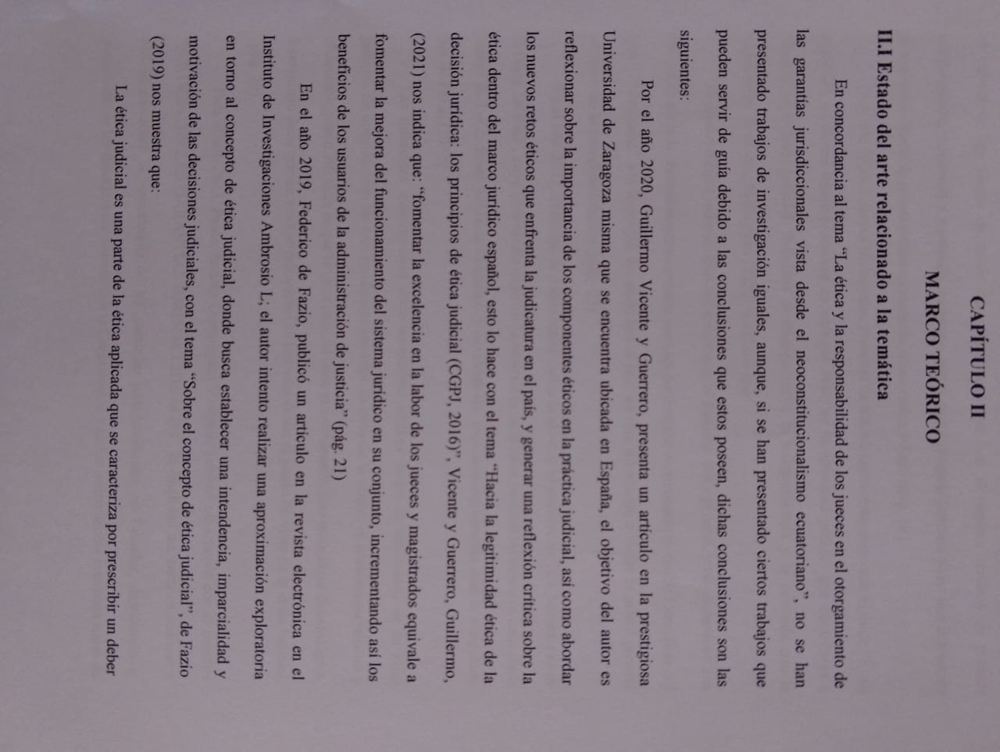 CAPÍTULO II
MARCO TEÓRICO
II.I Estado del arte relacionado a la temática
En concordancia al tema “La ética y la responsabilidad de los jueces en el otorgamiento de
las garantías jurisdiccionales vista desde el neoconstitucionalismo ecuatoriano”, no se han
presentado trabajos de investigación iguales, aunque, si se han presentado ciertos trabajos que
pueden servir de guía debido a las conclusiones que estos poseen, dichas conclusiones son las
siguientes:
Por el año 2020, Guillermo Vicente y Guerrero, presenta un artículo en la prestigiosa
Universidad de Zaragoza misma que se encuentra ubicada en España, el objetivo del autor es
reflexionar sobre la importancia de los componentes éticos en la práctica judicial, así como abordar
los nuevos retos éticos que enfrenta la judicatura en el país, y generar una reflexión crítica sobre la
ética dentro del marco jurídico español, esto lo hace con el tema “Hacia la legitimidad ética de la
decisión jurídica: los principios de ética judicial (CGPJ, 2016)”, Vicente y Guerrero, Guillermo,
(2021) nos indica que: “fomentar la excelencia en la labor de los jueces y magistrados equivale a
fomentar la mejora del funcionamiento del sistema jurídico en su conjunto, incrementando así los
beneficios de los usuarios de la administración de justicia” (pág. 21)
En el año 2019, Federico de Fazio, publicó un artículo en la revista electrónica en el
Instituto de Investigaciones Ambrosio L; el autor intento realizar una aproximación exploratoria
en torno al concepto de ética judicial, donde busca establecer una intendencia, imparcialidad y
motivación de las decisiones judiciales, con el tema “Sobre el concepto de ética judicial”, de Fazio
(2019) nos muestra que:
La ética judicial es una parte de la ética aplicada que se caracteriza por prescribir un deber